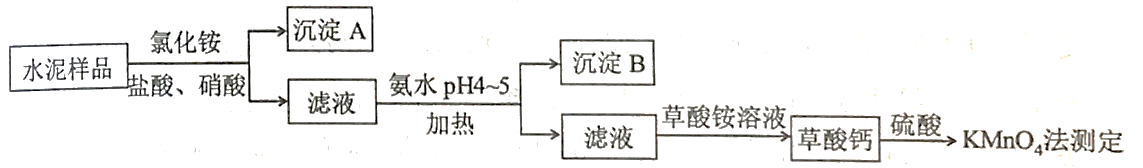 水泥样品
氯化铵
盐酸、硝酸
沉淀 A
滤液
氨水 pH4~5
加热
沉淀 B
滤液
草酸铵溶液
草酸钙
硫酸
KMnO₄法测定